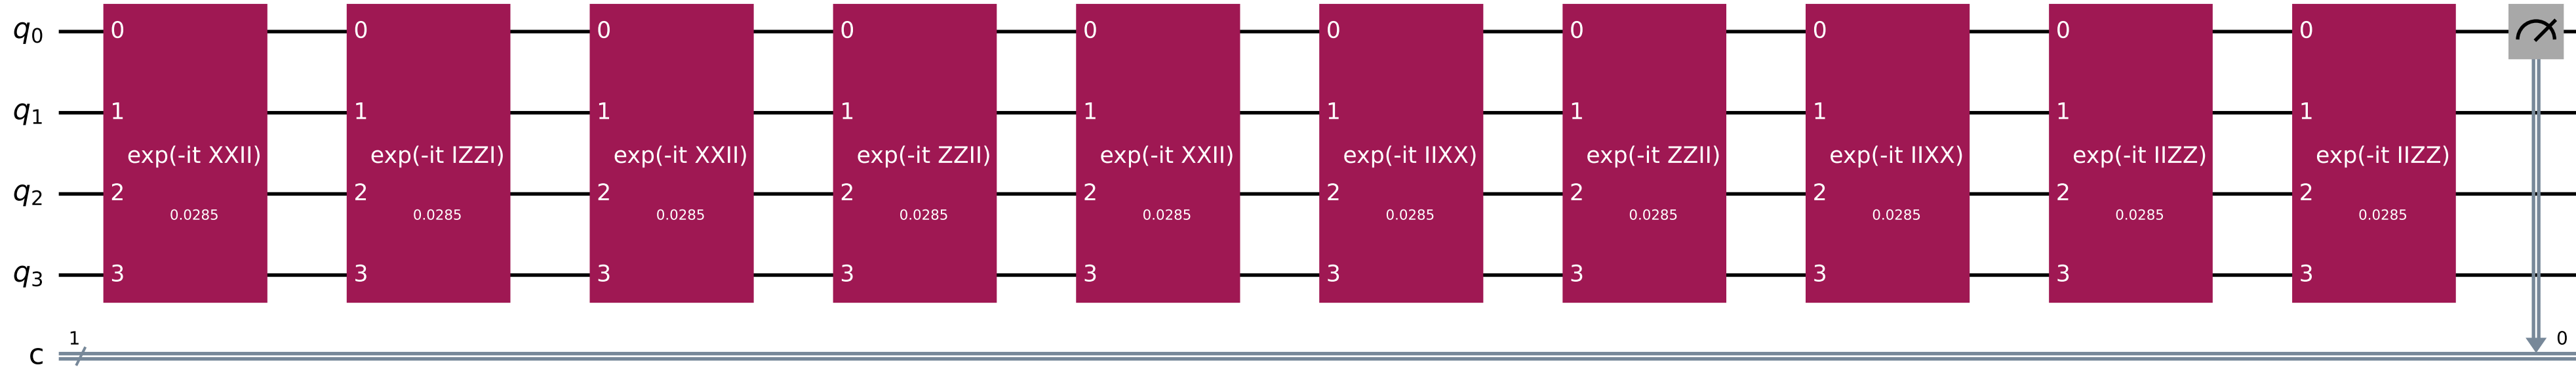 q0 0 0 0 0 0 0 0 0 0 0
q1 1 1 1 1 1 1 1 1 1 1
exp(-it XXII) exp(-it IZZI) exp(-it XXII) exp(-it ZZII) exp(-it XXII) exp(-it IIXX) exp(-it ZZII) exp(-it IIXX) exp(-it IIZZ) exp(-it IIZZ)
q2 2 2 2 2 2 2 2 2 2 2
0.0285 0.0285 0.0285 0.0285 0.0285 0.0285 0.0285 0.0285 0.0285 0.0285
q3 3 3 3 3 3 3 3 3 3 3
1 0
c